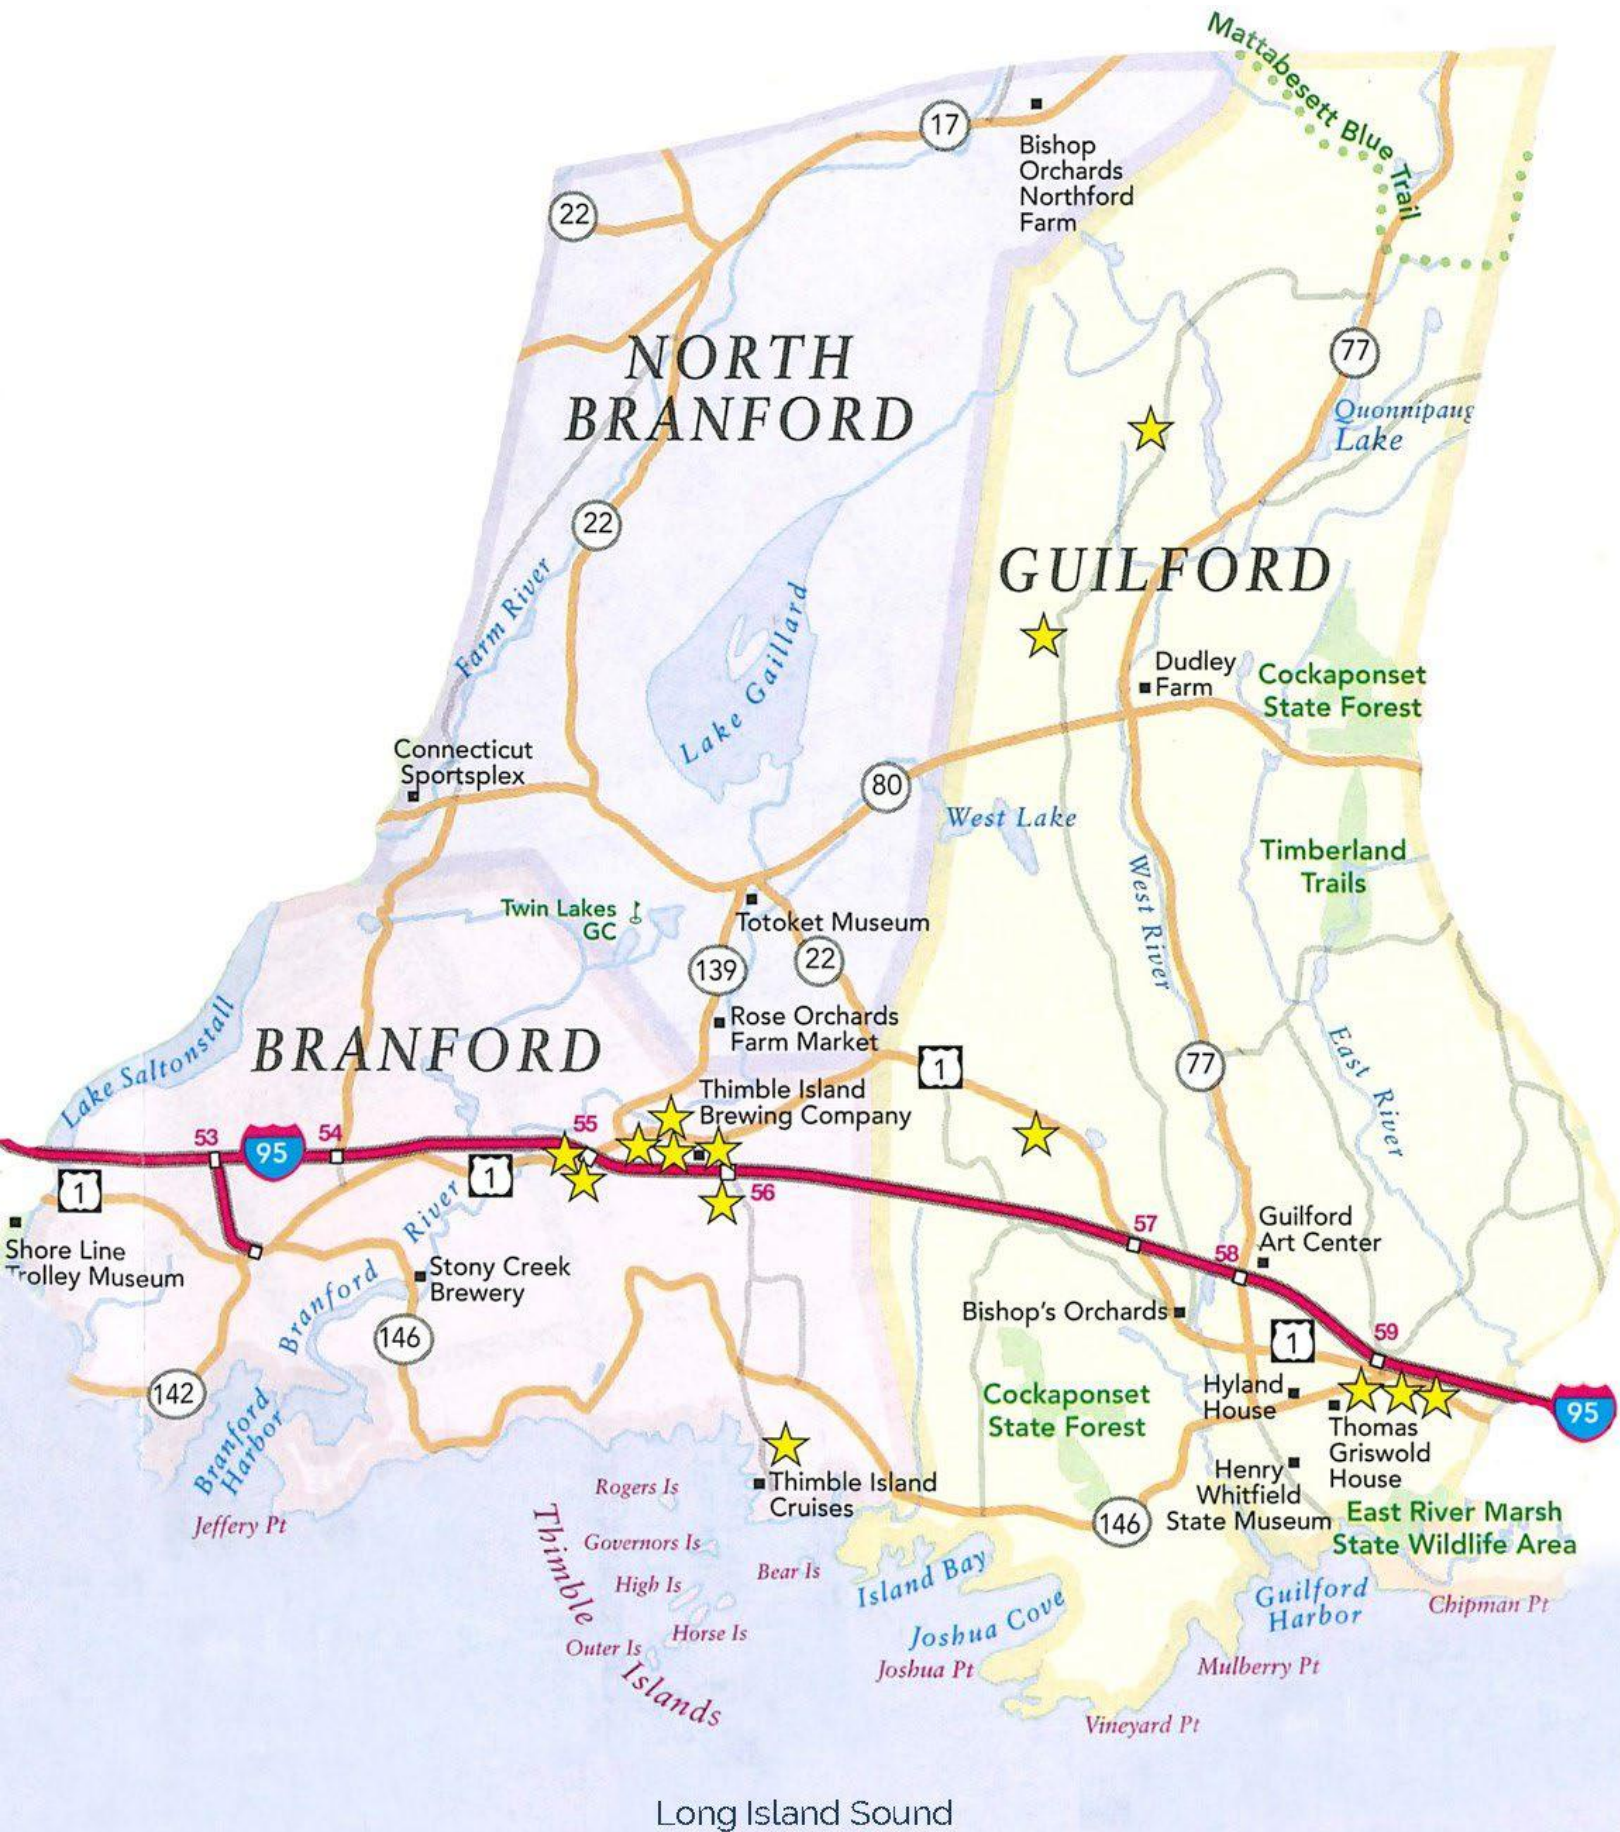 Mattabesett Blue Trail
17
Bishop
Orchards
Northford
Farm
22
NORTH
BRANFORD
77
Quonnipaug
Lake
22
GUILFORD
Farm River
Lake Gaillard
Dudley
Farm
Cockaponset
State Forest
Connecticut
Sportsplex
80
West Lake
Timberland
Trails
West River
Twin Lakes
GC
Totoket Museum
139
22
Rose Orchards
Farm Market
BRANFORD
Lake Saltonstall
1
77
East River
Thimble Island
Brewing Company
53
95
54
55
1
1
56
River
Branford
57
58
Guilford
Art Center
Shore Line
Trolley Museum
Stony Creek
Brewery
Bishop's Orchards
1
59
146
142
Branford
Harbor
Cockaponset
State Forest
Hyland
House
95
Thomas
Griswold
House
Henry
Whitfield
State Museum
Thimble Island
Cruises
146
East River Marsh
State Wildlife Area
Jeffery Pt
Rogers Is
Thimble
Islands
Governors Is
High Is
Bear Is
Horse Is
Outer Is
Island Bay
Joshua Cove
Joshua Pt
Guilford
Harbor
Chipman Pt
Mulberry Pt
Vineyard Pt
Long Island Sound